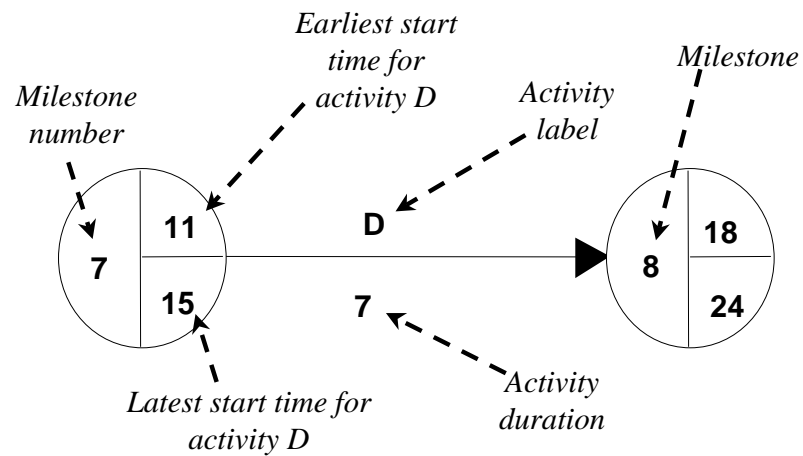 Earliest start
time for
activity D
Milestone
Milestone
number
Activity
label
11
D
18
7
8
15
7
24
Latest start time for
activity D
Activity
duration